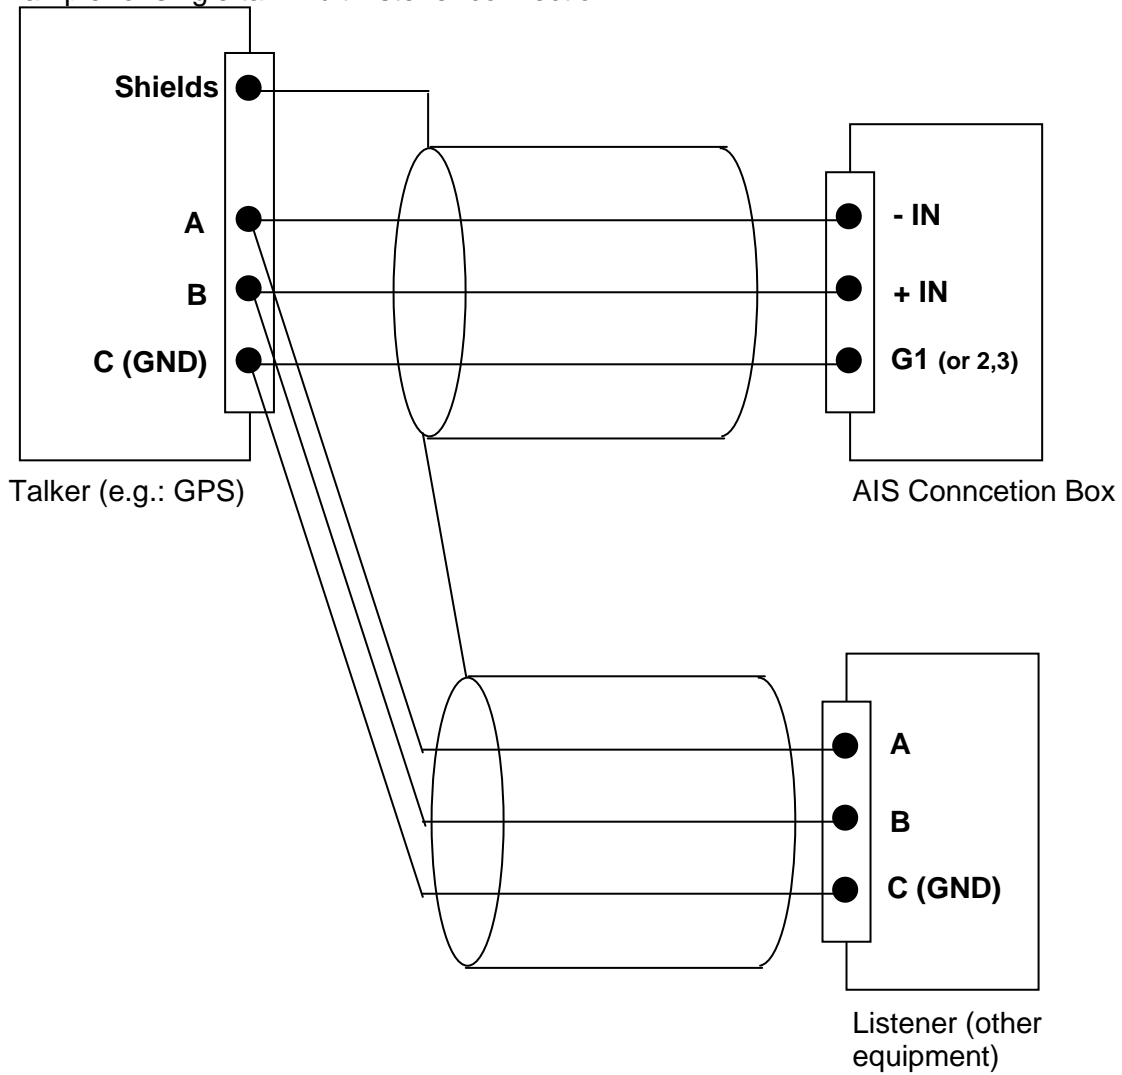 Shields
A
B
C (GND)
- IN
+ IN
G1 (or 2,3)
Talker (e.g.: GPS)
AIS Conncetion Box
A
B
C (GND)
Listener (other
equipment)